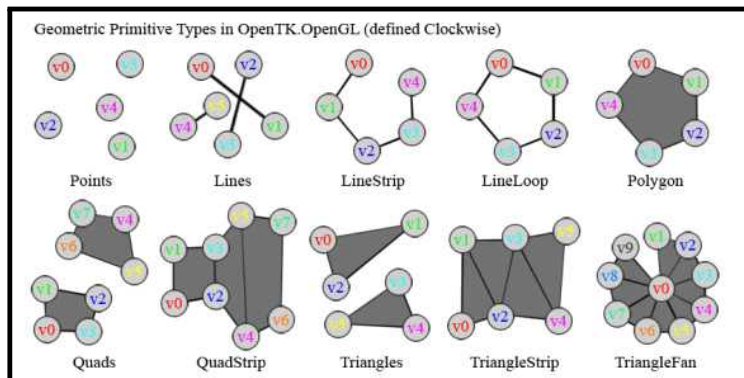 Geometric Primitive Types in OpenTK.OpenGL (defined Clockwise)
v0 v3 v4 v2 v1
v0 v2 v5 v4 v3 v1
v0 v4 v1 v3 v2
v0 v1 v4 v2 v3
v0 v1 v4 v2 v3
Points Lines LineStrip LineLoop Polygon
v7 v4 v6 v5 v1 v2 v0 v3
v5 v7 v1 v3 v0 v2 v6 v4
v1 v0 v2 v3 v5 v4
v1 v3 v5 v2 v0 v4
v9 v1 v2 v8 v0 v3 v7 v4 v6 v5
Quads QuadStrip Triangles TriangleStrip TriangleFan